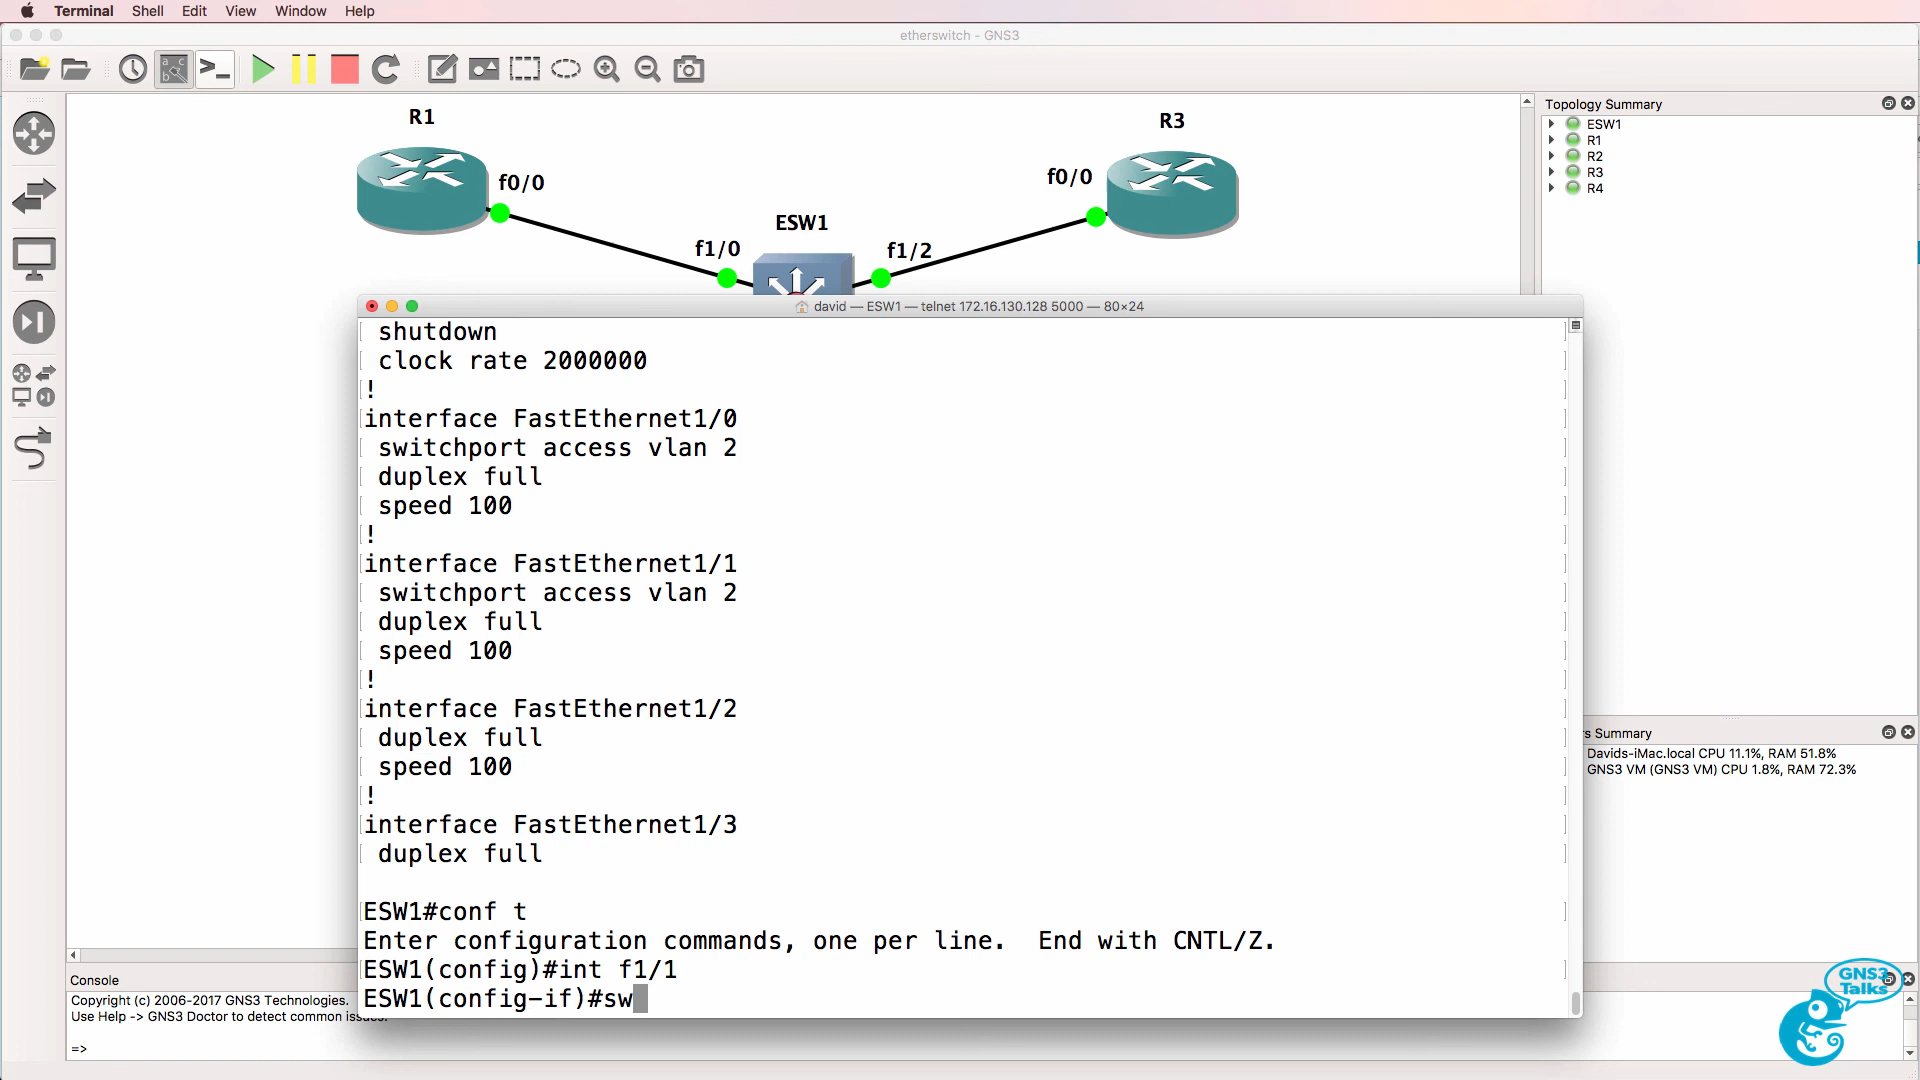 Terminal Shell Edit View Window Help
etherswitch - GNS3
R1
R3
f0/0
f0/0
ESW1
f1/0
f1/2
Topology Summary
ESW1
R1
R2
R3
R4
david — ESW1 — telnet 172.16.130.128 5000 — 80×24
shutdown
clock rate 2000000
!
interface FastEthernet1/0
switchport access vlan 2
duplex full
speed 100
!
interface FastEthernet1/1
switchport access vlan 2
duplex full
speed 100
!
interface FastEthernet1/2
duplex full
speed 100
!
interface FastEthernet1/3
duplex full
ESW1#conf t
Enter configuration commands, one per line.  End with CNTL/Z.
ESW1(config)#int f1/1
ESW1(config-if)#sw
s Summary
Davids-iMac.local CPU 11.1%, RAM 51.8%
GNS3 VM (GNS3 VM) CPU 1.8%, RAM 72.3%
Console
Copyright (c) 2006-2017 GNS3 Technologies.
Use Help -> GNS3 Doctor to detect common issues.
=>
GNS3
Talks